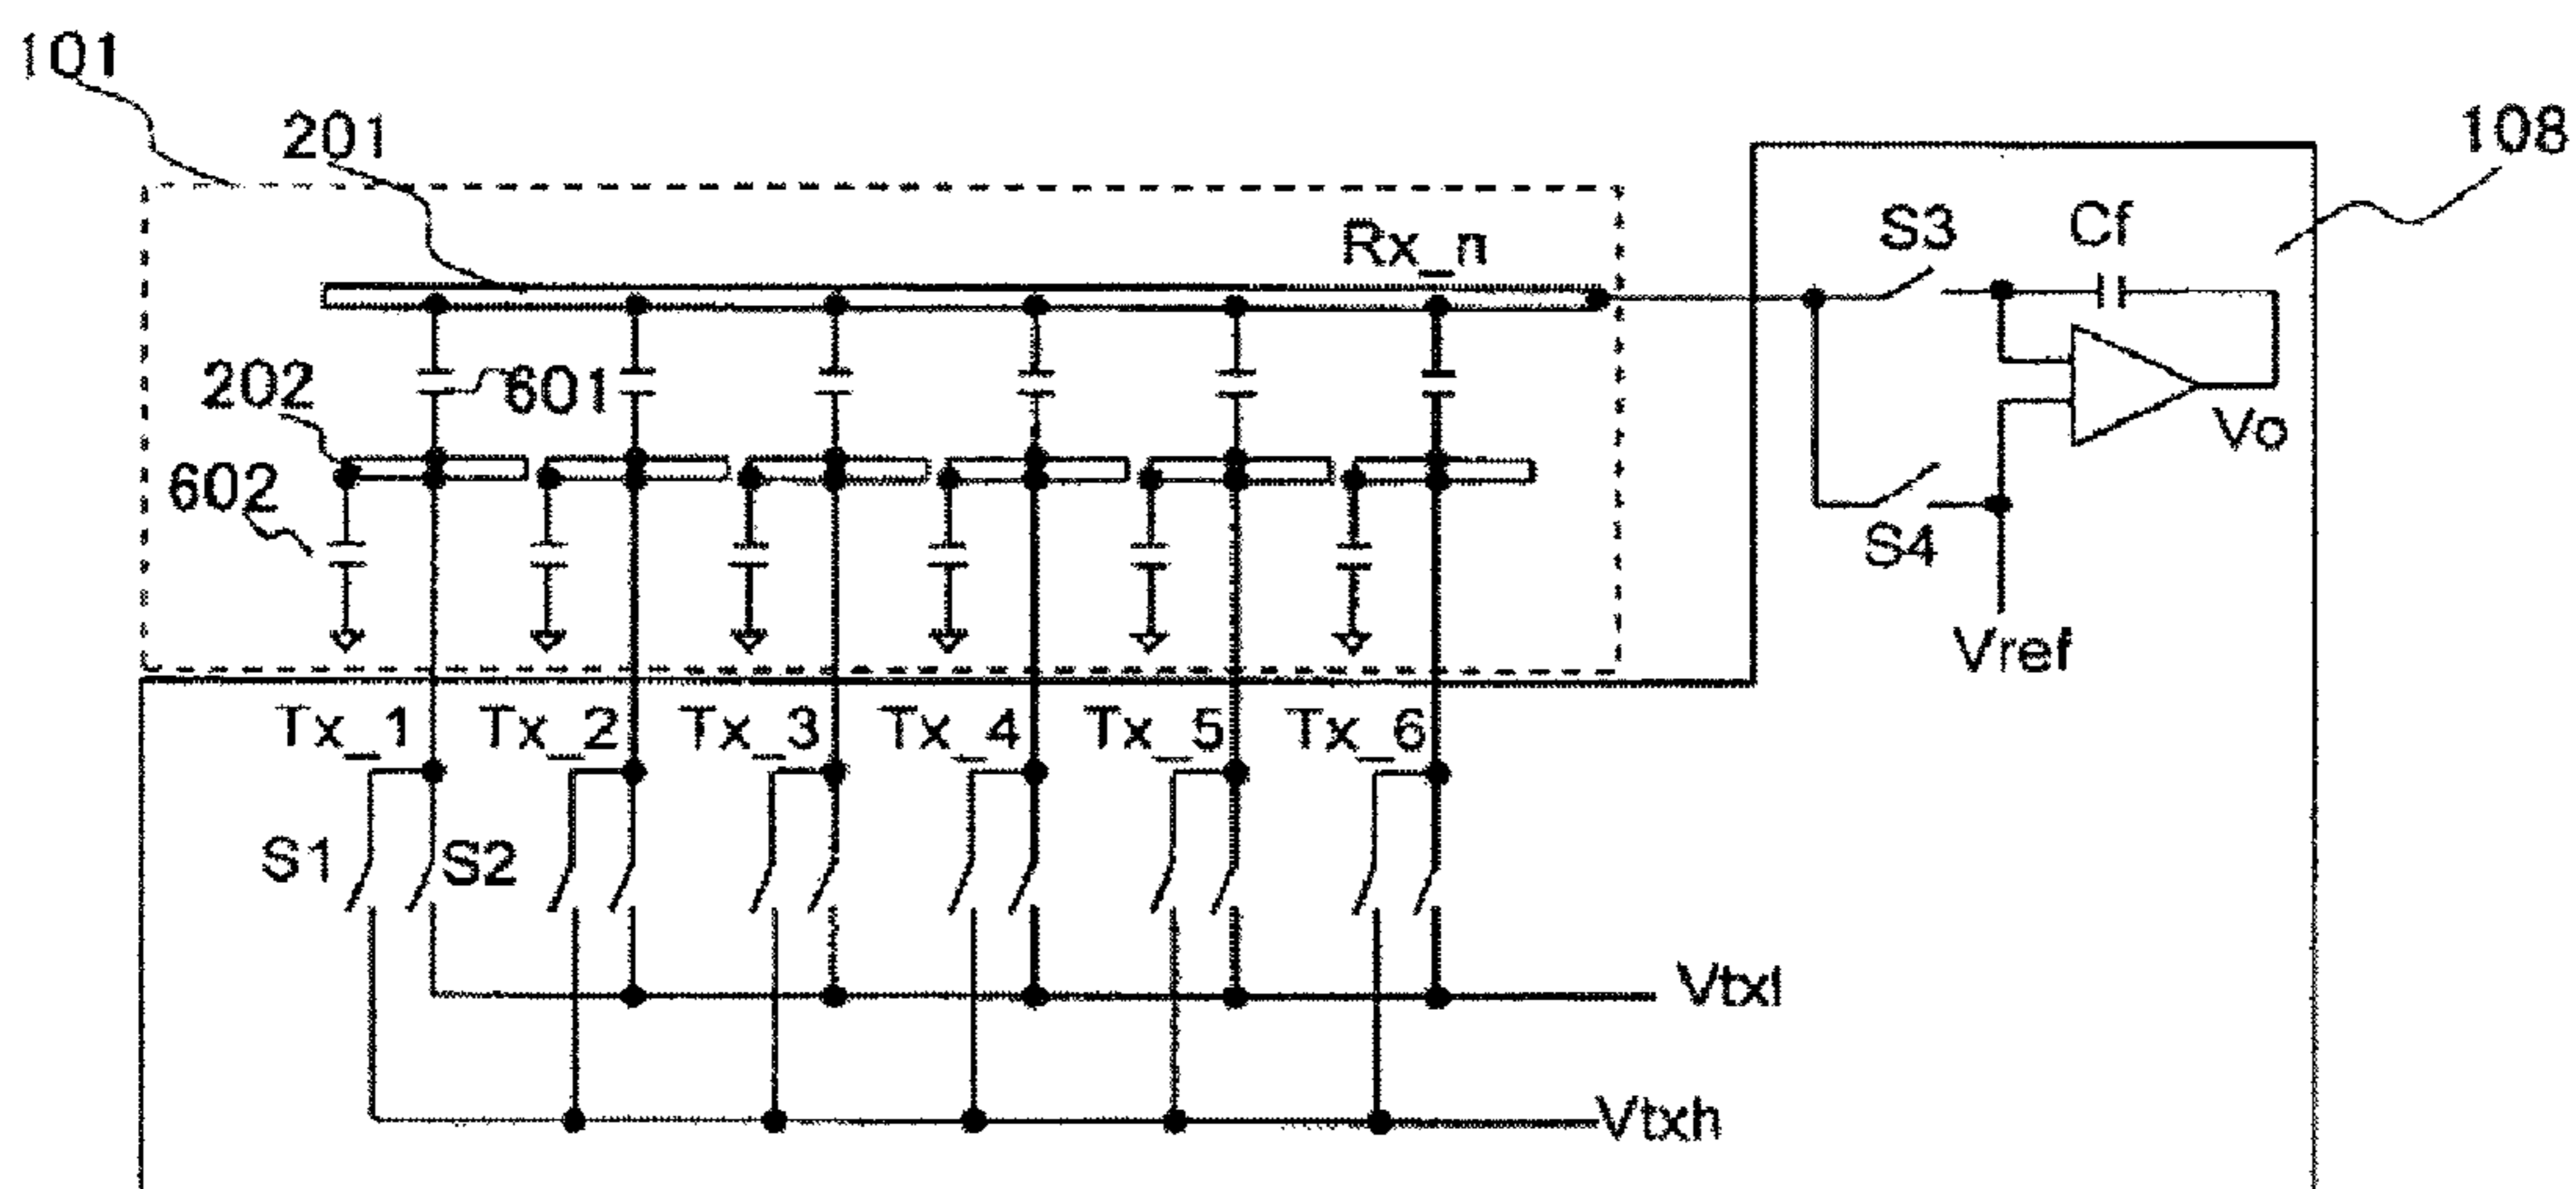 101
201
108
Rx_n
S3
Cf
202
601
602
Vo
S4
Vref
Tx_1
Tx_2
Tx_3
Tx_4
Tx_5
Tx_6
S1
S2
Vtxl
Vtxh